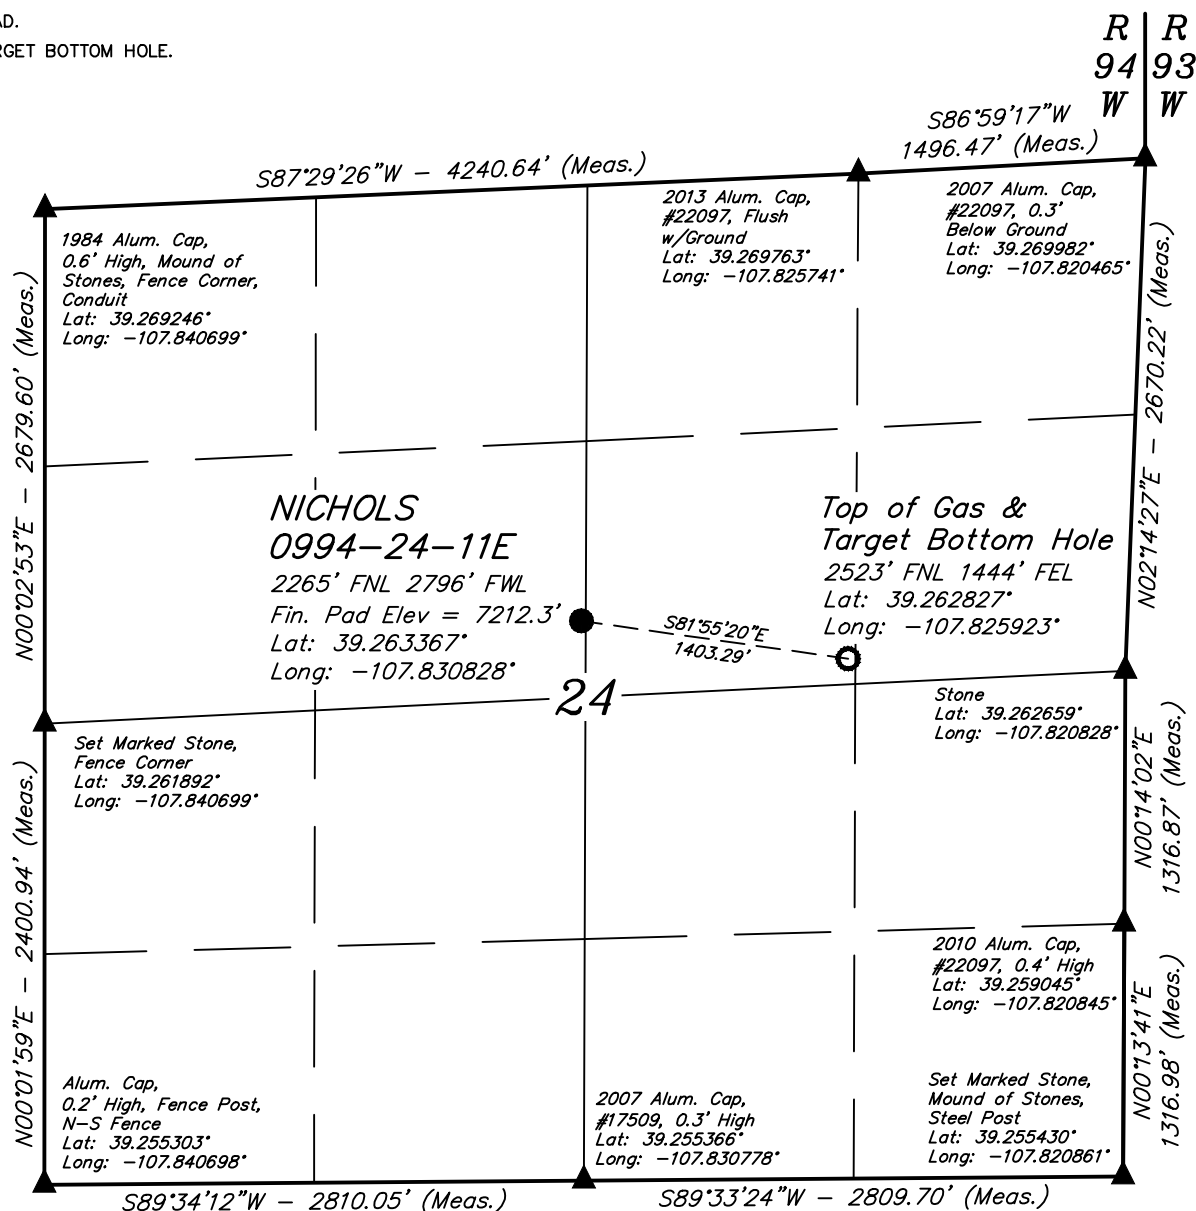 AD.
RGET BOTTOM HOLE.
R R
94 93
W W
S86°59'17"W
1496.47' (Meas.)
S87°29'26"W - 4240.64' (Meas.)
1984 Alum. Cap,
0.6' High, Mound of
Stones, Fence Corner,
Conduit
Lat: 39.269246°
Long: -107.840699°
2013 Alum. Cap,
#22097, Flush
w/Ground
Lat: 39.269763°
Long: -107.825741°
2007 Alum. Cap,
#22097, 0.3'
Below Ground
Lat: 39.269982°
Long: -107.820465°
N00°02'53"E - 2679.60' (Meas.)
N02°14'27"E - 2670.22' (Meas.)
NICHOLS
0994-24-11E
2265' FNL 2796' FWL
Fin. Pad Elev = 7212.3'
Lat: 39.263367°
Long: -107.830828°
Top of Gas &
Target Bottom Hole
2523' FNL 1444' FEL
Lat: 39.262827°
Long: -107.825923°
S81°55'20"E
1403.29'
24
Stone
Lat: 39.262659°
Long: -107.820828°
Set Marked Stone,
Fence Corner
Lat: 39.261892°
Long: -107.840699°
N00°01'59"E - 2400.94' (Meas.)
N00°14'02"E
1316.87' (Meas.)
2010 Alum. Cap,
#22097, 0.4' High
Lat: 39.259045°
Long: -107.820845°
N00°13'41"E
1316.98' (Meas.)
Alum. Cap,
0.2' High, Fence Post,
N-S Fence
Lat: 39.255303°
Long: -107.840698°
2007 Alum. Cap,
#17509, 0.3' High
Lat: 39.255366°
Long: -107.830778°
Set Marked Stone,
Mound of Stones,
Steel Post
Lat: 39.255430°
Long: -107.820861°
S89°34'12"W - 2810.05' (Meas.)
S89°33'24"W - 2809.70' (Meas.)